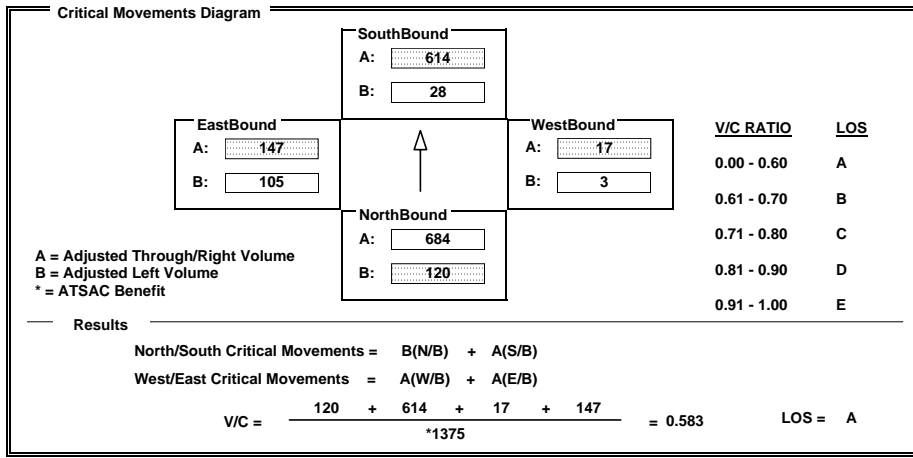 Critical Movements Diagram
SouthBound
A: 614
B: 28
EastBound
A: 147
B: 105
WestBound
A: 17
B: 3
NorthBound
A: 684
B: 120
V/C RATIO LOS
0.00 - 0.60 A
0.61 - 0.70 B
0.71 - 0.80 C
0.81 - 0.90 D
0.91 - 1.00 E
A = Adjusted Through/Right Volume
B = Adjusted Left Volume
* = ATSAC Benefit
Results
North/South Critical Movements = B(N/B) + A(S/B)
West/East Critical Movements = A(W/B) + A(E/B)
V/C = 120 + 614 + 17 + 147 = 0.583 LOS = A
*1375